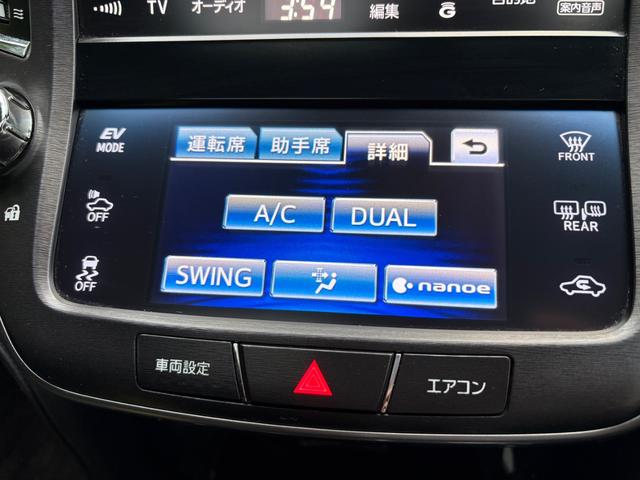 TV オーディオ 3:54 編集 G 案内音声
EV MODE 運転席 助手席 詳細 FRONT
OFF A/C DUAL REAR
OFF SWING nanoe
車両設定 エアコン